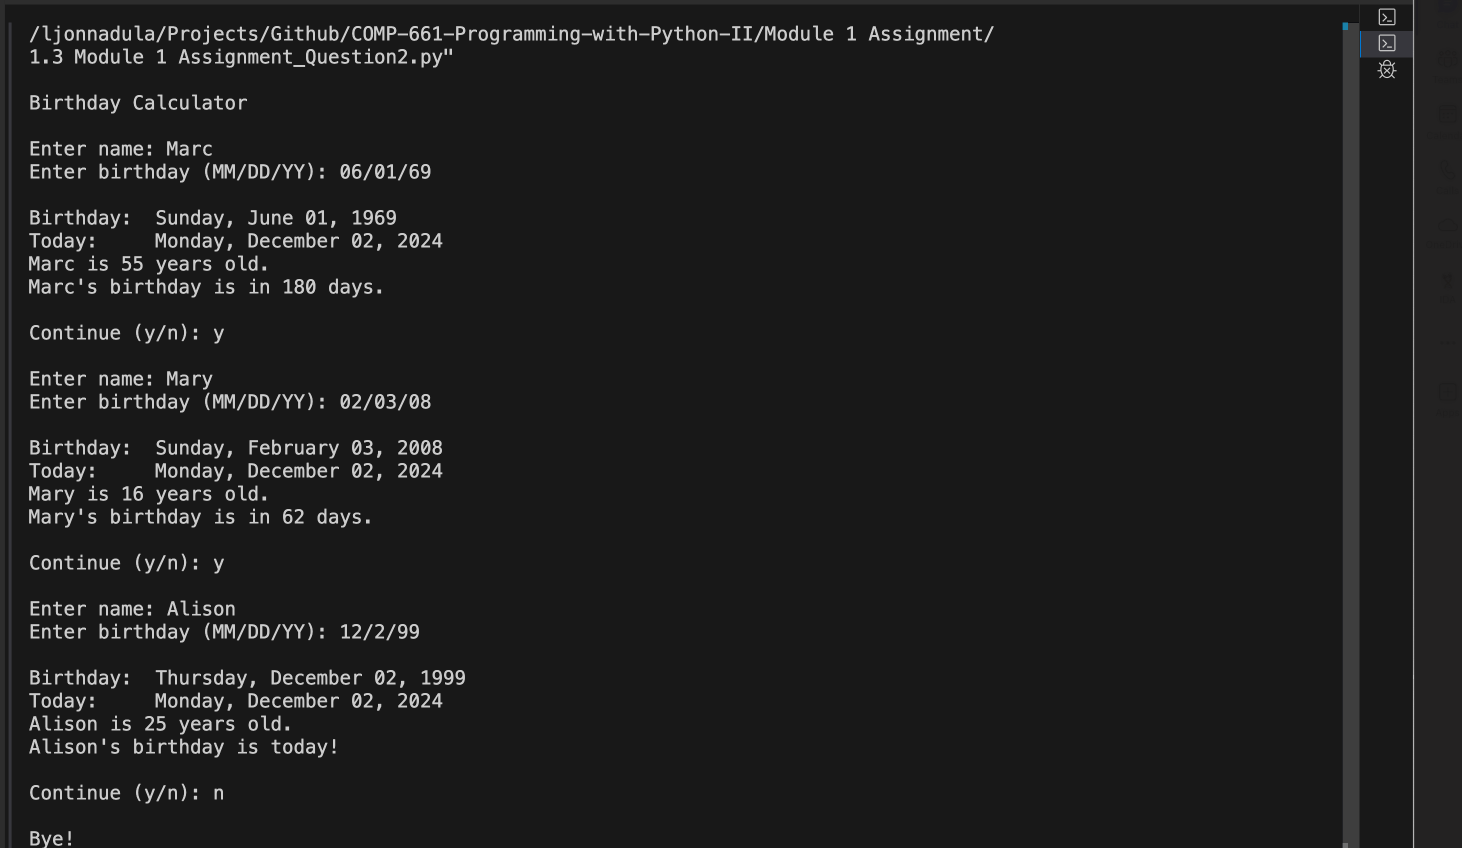 /ljonnadula/Projects/Github/COMP-661-Programming-with-Python-II/Module 1 Assignment/
1.3 Module 1 Assignment_Question2.py"
Birthday Calculator
Enter name: Marc
Enter birthday (MM/DD/YY): 06/01/69
Birthday:  Sunday, June 01, 1969
Today:     Monday, December 02, 2024
Marc is 55 years old.
Marc's birthday is in 180 days.
Continue (y/n): y
Enter name: Mary
Enter birthday (MM/DD/YY): 02/03/08
Birthday:  Sunday, February 03, 2008
Today:     Monday, December 02, 2024
Mary is 16 years old.
Mary's birthday is in 62 days.
Continue (y/n): y
Enter name: Alison
Enter birthday (MM/DD/YY): 12/2/99
Birthday:  Thursday, December 02, 1999
Today:     Monday, December 02, 2024
Alison is 25 years old.
Alison's birthday is today!
Continue (y/n): n
Bye!